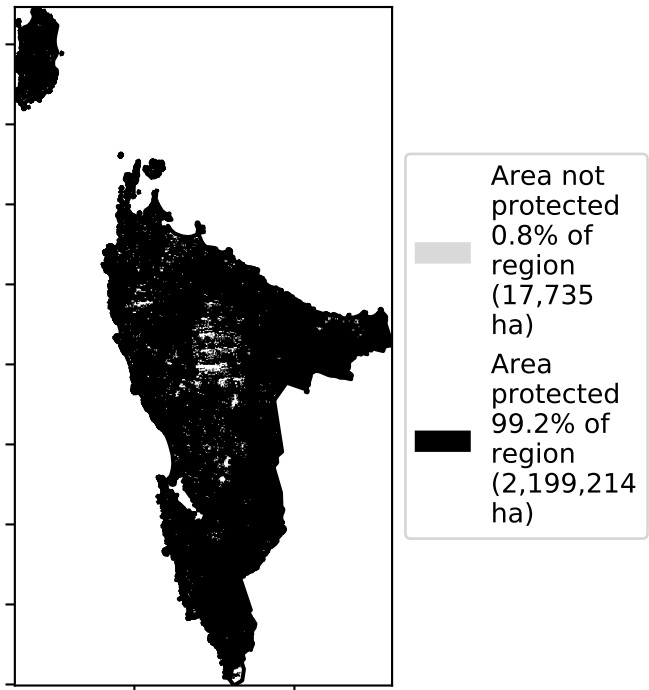 Area not
protected
0.8% of
region
(17,735
ha)
Area
protected
99.2% of
region
(2,199,214
ha)